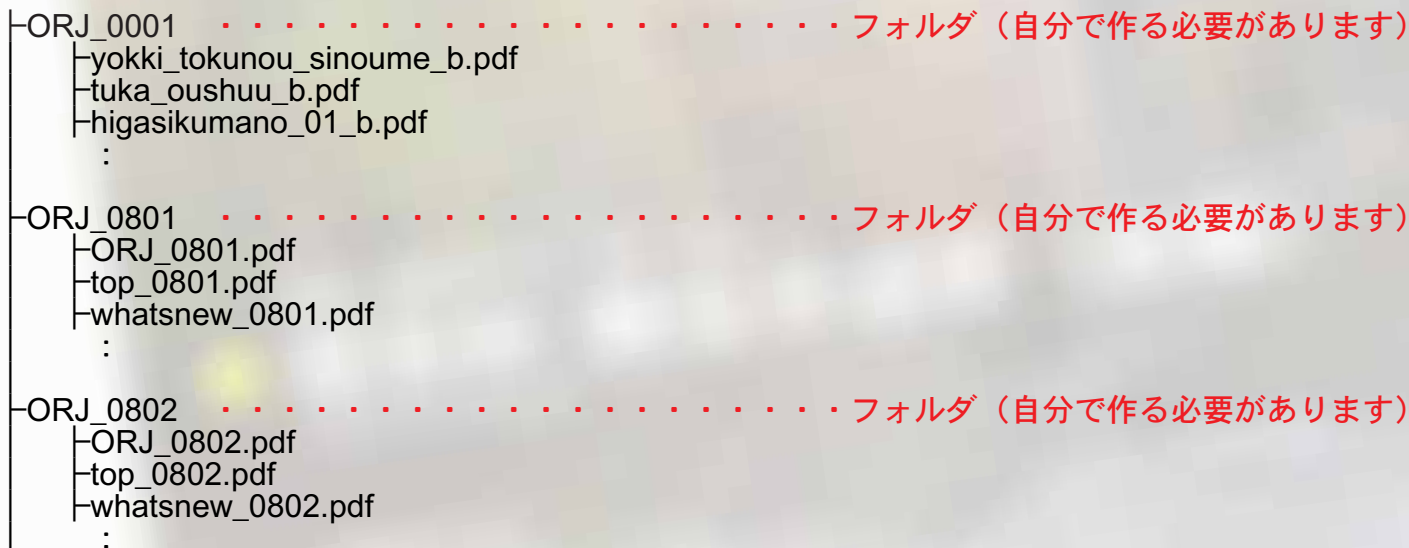 ├ORJ_0001 ・・・・・・・・・・・・・・・・・・・・フォルダ（自分で作る必要があります）
├yokki_tokunou_sinoume_b.pdf
├tuka_oushuu_b.pdf
├higasikumano_01_b.pdf
：
├ORJ_0801 ・・・・・・・・・・・・・・・・・・・・フォルダ（自分で作る必要があります）
├ORJ_0801.pdf
├top_0801.pdf
├whatsnew_0801.pdf
：
├ORJ_0802 ・・・・・・・・・・・・・・・・・・・・フォルダ（自分で作る必要があります）
├ORJ_0802.pdf
├top_0802.pdf
├whatsnew_0802.pdf
：